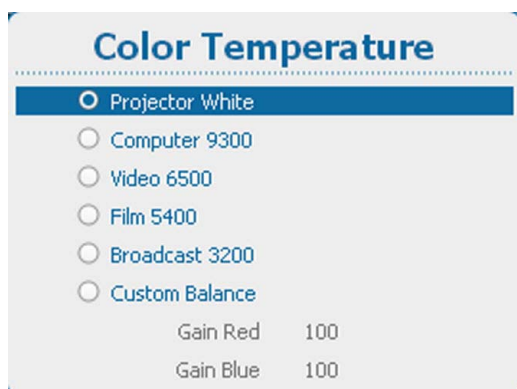 Color Temperature
Projector White
Computer 9300
Video 6500
Film 5400
Broadcast 3200
Custom Balance
Gain Red 100
Gain Blue 100